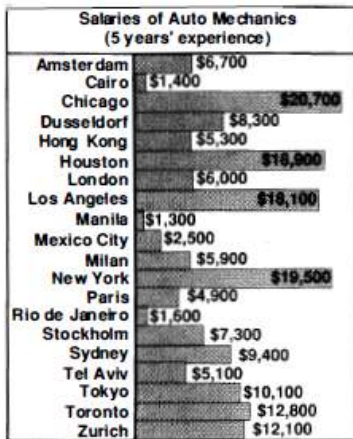 Salaries of Auto Mechanics
(5 years' experience)
Amsterdam $6,700
Cairo $1,400
Chicago $20,700
Dusseldorf $8,300
Hong Kong $5,300
Houston $18,900
London $6,000
Los Angeles $18,100
Manila $1,300
Mexico City $2,500
Milan $5,900
New York $19,500
Paris $4,900
Rio de Janeiro $1,600
Stockholm $7,300
Sydney $9,400
Tel Aviv $5,100
Tokyo $10,100
Toronto $12,800
Zurich $12,100